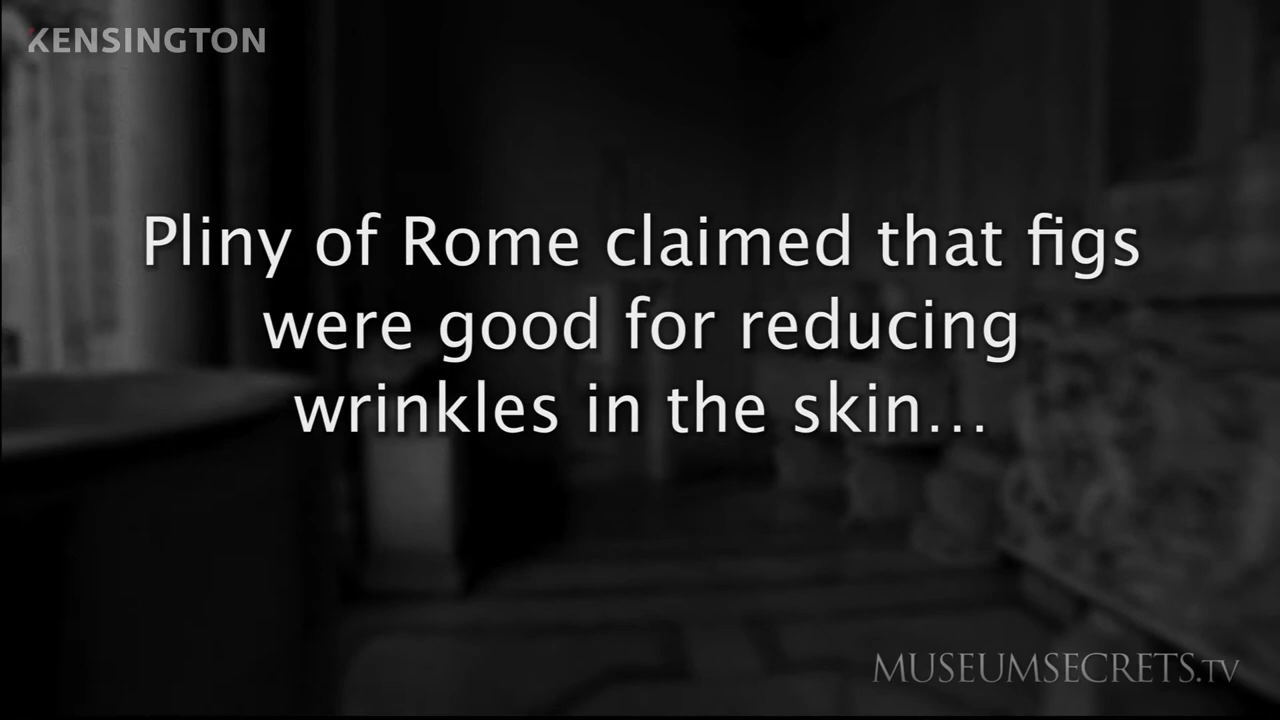 KENSINGTON
Pliny of Rome claimed that figs
were good for reducing
wrinkles in the skin…
MUSEUMSECRETS.TV